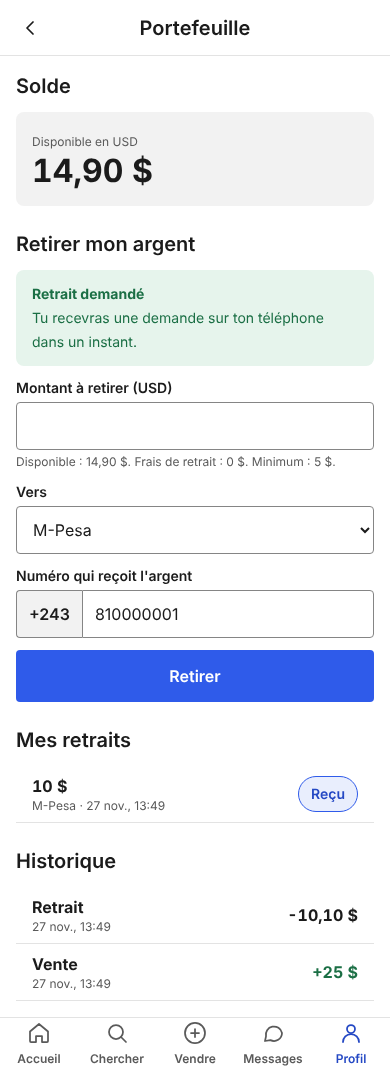 Portefeuille
Solde
Disponible en USD
14,90 $
Retirer mon argent
Retrait demandé
Tu recevras une demande sur ton téléphone
dans un instant.
Montant à retirer (USD)
Disponible : 14,90 $. Frais de retrait : 0 $. Minimum : 5 $.
Vers
M-Pesa
Numéro qui reçoit l'argent
+243 810000001
Retirer
Mes retraits
10 $
Reçu
M-Pesa · 27 nov., 13:49
Historique
Retrait
-10,10 $
27 nov., 13:49
Vente
+25 $
27 nov., 13:49
Accueil Chercher Vendre Messages Profil